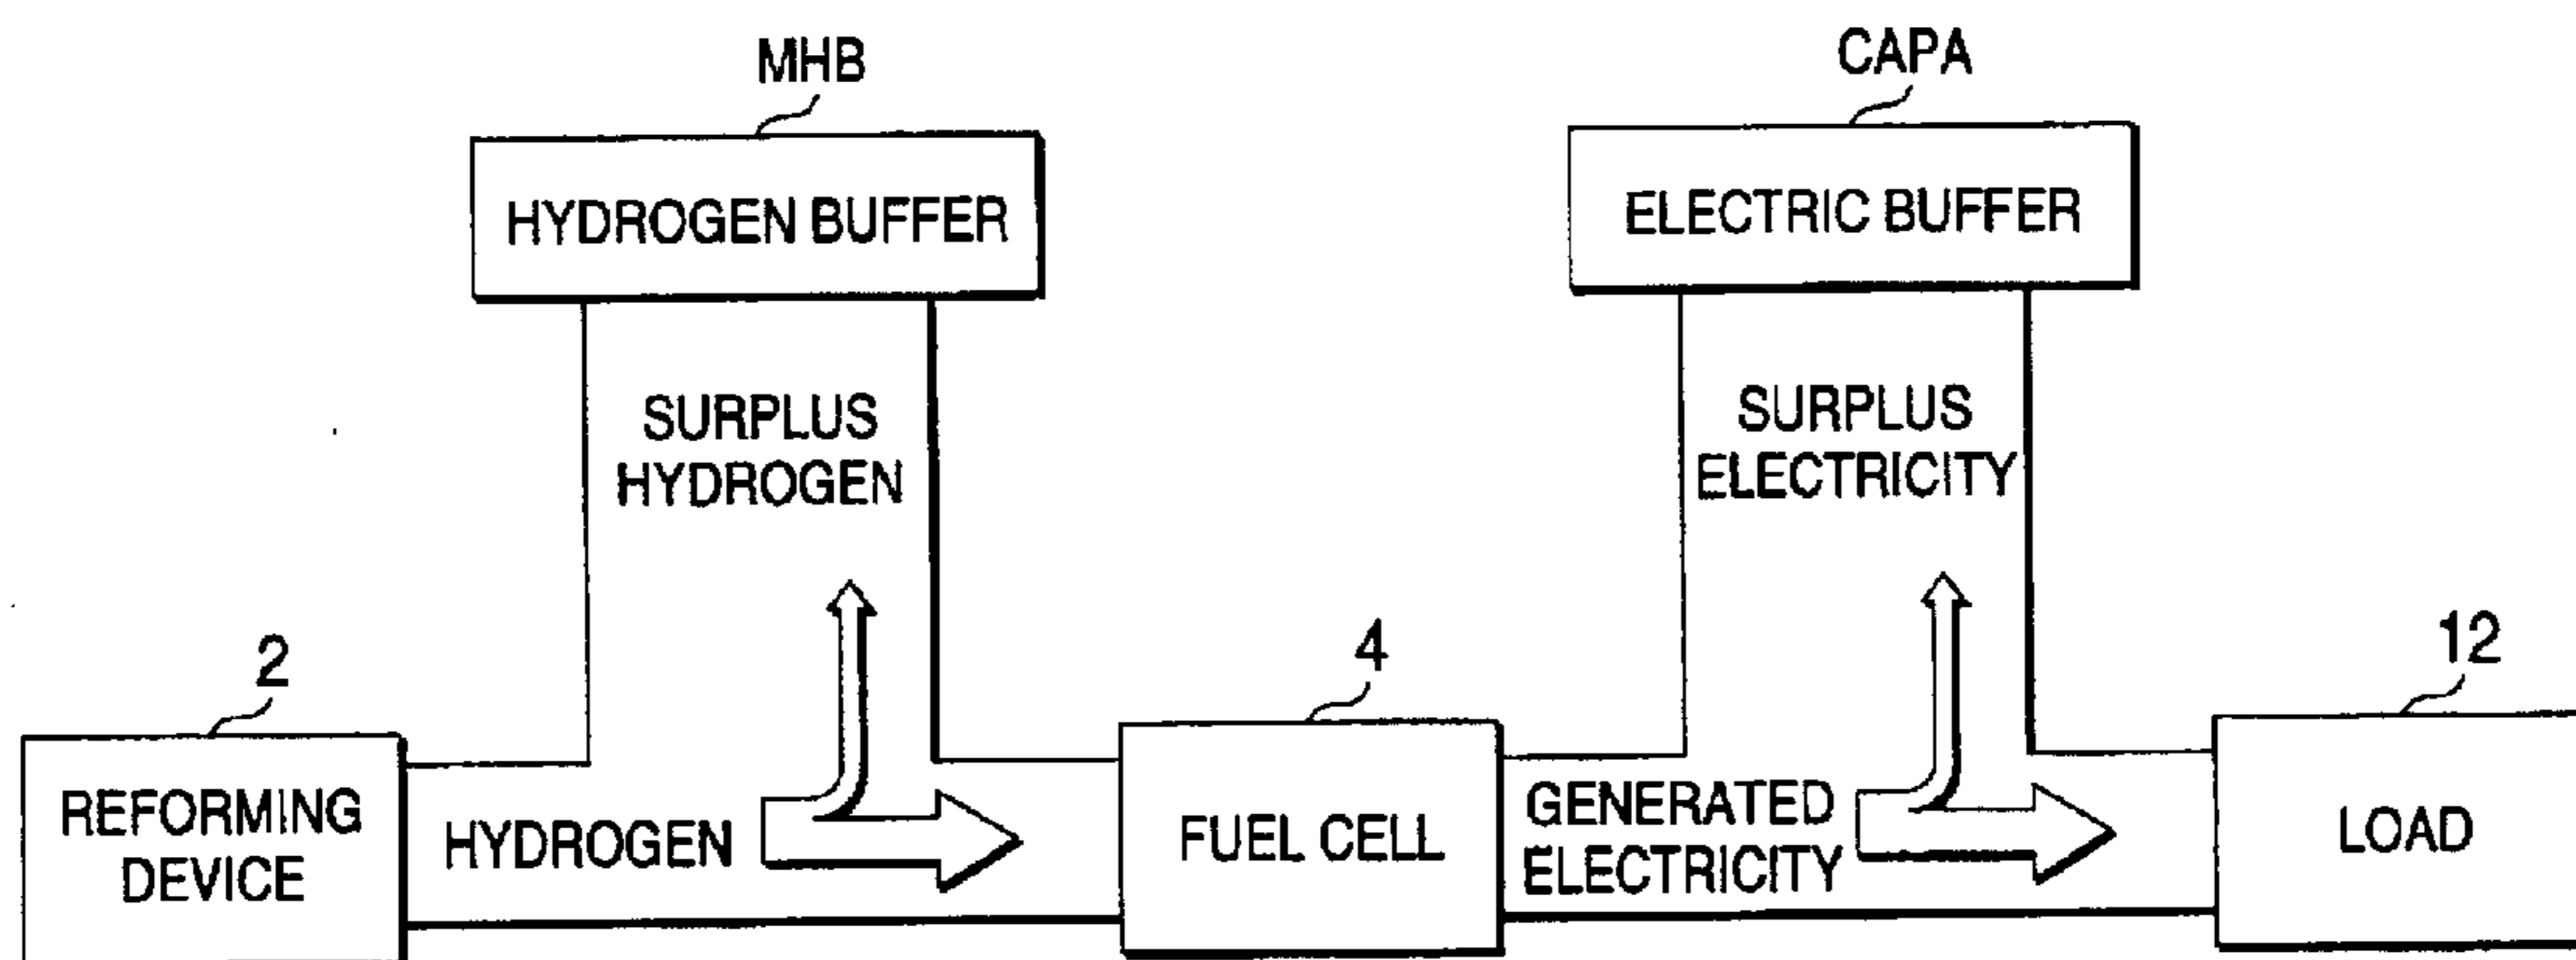 MHB
CAPA
HYDROGEN BUFFER
ELECTRIC BUFFER
SURPLUS
HYDROGEN
SURPLUS
ELECTRICITY
2
4
12
REFORMING
DEVICE
HYDROGEN
FUEL CELL
GENERATED
ELECTRICITY
LOAD